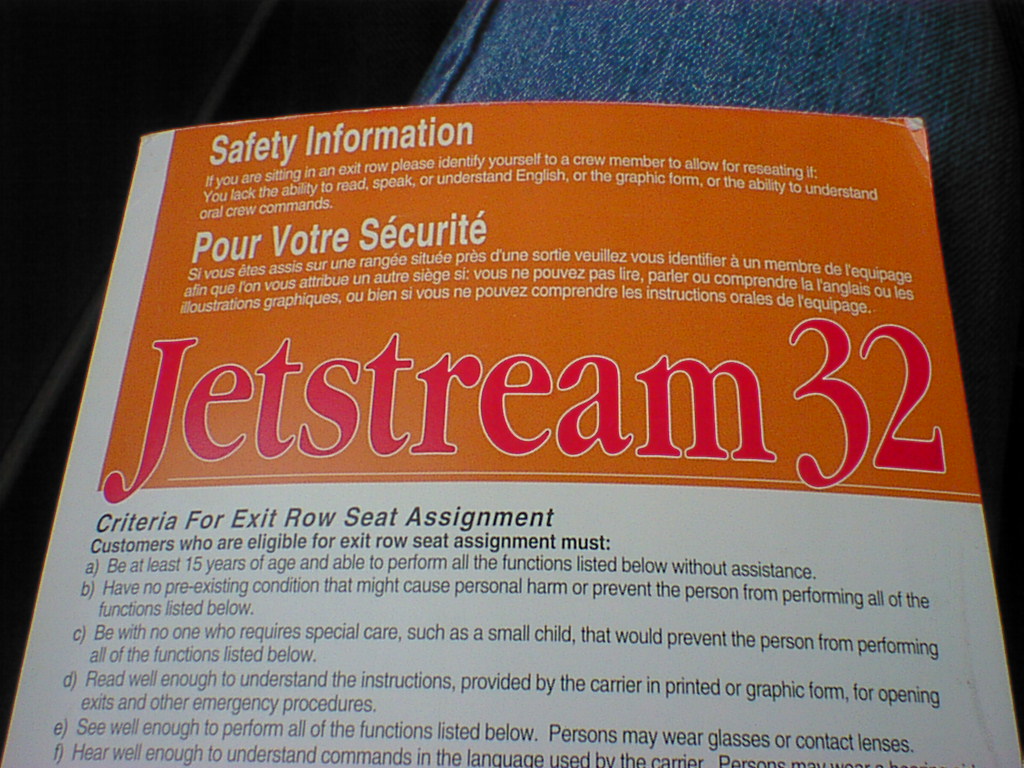 Safety Information
If you are sitting in an exit row please identify yourself to a crew member to allow for reseating if:
You lack the ability to read, speak, or understand English, or the graphic form, or the ability to understand
oral crew commands.
Pour Votre Sécurité
Si vous êtes assis sur une rangée située près d'une sortie veuillez vous identifier à un membre de l'equipage
afin que l'on vous attribue un autre siège si: vous ne pouvez pas lire, parler ou comprendre la l'anglais ou les
illoustrations graphiques, ou bien si vous ne pouvez comprendre les instructions orales de l'equipage.
Jetstream 32
Criteria For Exit Row Seat Assignment
Customers who are eligible for exit row seat assignment must:
a) Be at least 15 years of age and able to perform all the functions listed below without assistance.
b) Have no pre-existing condition that might cause personal harm or prevent the person from performing all of the
functions listed below.
c) Be with no one who requires special care, such as a small child, that would prevent the person from performing
all of the functions listed below.
d) Read well enough to understand the instructions, provided by the carrier in printed or graphic form, for opening
exits and other emergency procedures.
e) See well enough to perform all of the functions listed below. Persons may wear glasses or contact lenses.
f) Hear well enough to understand commands in the language used by the carrier. Persons may wear a hearing